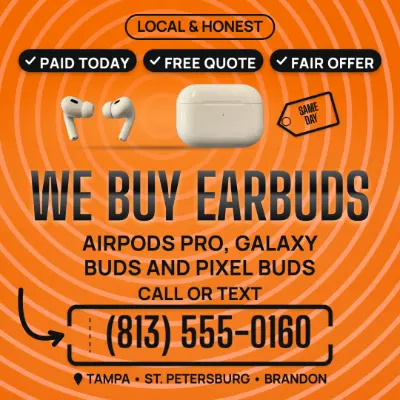 LOCAL & HONEST
PAID TODAY
FREE QUOTE
FAIR OFFER
SAME
DAY
WE BUY EARBUDS
AIRPODS PRO, GALAXY
BUDS AND PIXEL BUDS
CALL OR TEXT
(813) 555-0160
TAMPA • ST. PETERSBURG • BRANDON